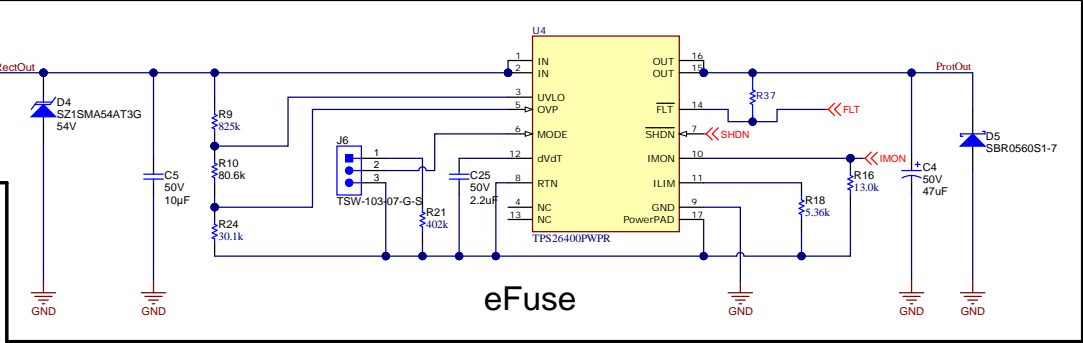 RectOut
D4
SZ1SMA54AT3G
54V
GND
C5
50V
10µF
GND
R9
825k
R10
80.6k
R24
30.1k
J6
1
2
3
TSW-103-07-G-S
R21
402k
C25
50V
2.2uF
U4
1 IN
2 IN
3 UVLO
5 OVP
6 MODE
12 dVdT
8 RTN
4 NC
13 NC
OUT 16
OUT 15
FLT 14
SHDN 7
IMON 10
ILIM 11
GND 9
PowerPAD 17
TPS26400PWPR
R37
FLT
SHDN
IMON
R16
13.0k
R18
5.36k
GND
C4
+
50V
47uF
GND
ProtOut
D5
SBR0560S1-7
GND
eFuse